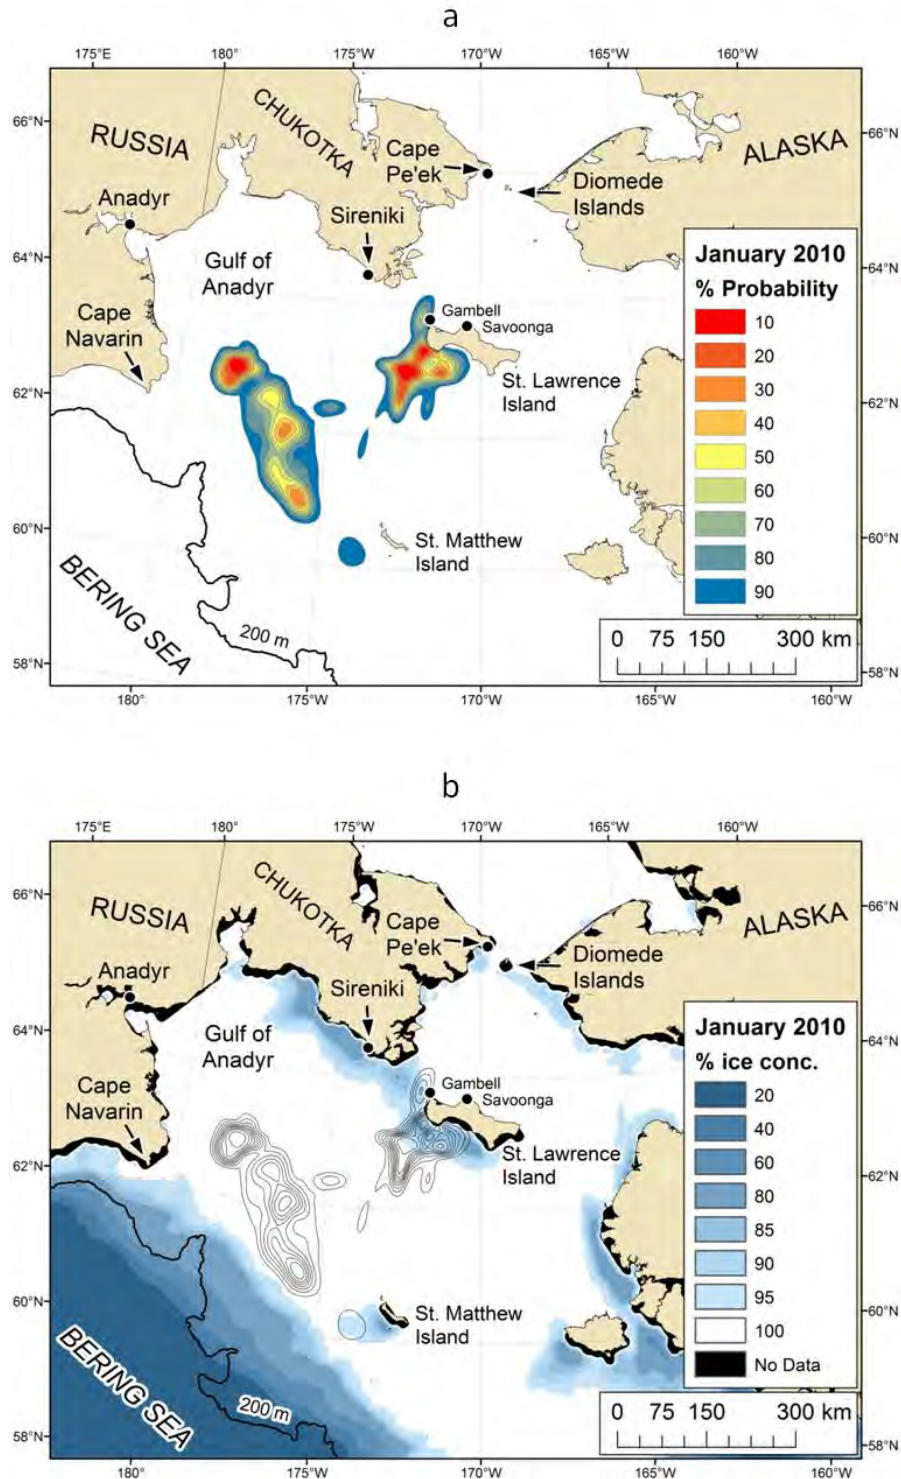 a
175°E 180° 175°W 170°W 165°W 160°W
66°N
66°N
RUSSIA
CHUKOTKA
ALASKA
Cape
Pe'ek
Diomede
Islands
Anadyr
Sireniki
64°N
64°N
Gulf of
Anadyr
Gambell
Savoonga
Cape
Navarin
St. Lawrence
Island
62°N
62°N
60°N
60°N
St. Matthew
Island
BERING SEA
200 m
58°N
58°N
January 2010
% Probability
10
20
30
40
50
60
70
80
90
0 75 150 300 km
180° 175°W 170°W 165°W 160°W
b
175°E 180° 175°W 170°W 165°W 160°W
66°N
66°N
RUSSIA
CHUKOTKA
ALASKA
Cape
Pe'ek
Diomede
Islands
Anadyr
Sireniki
64°N
64°N
Gulf of
Anadyr
Gambell
Savoonga
Cape
Navarin
St. Lawrence
Island
62°N
62°N
60°N
60°N
St. Matthew
Island
BERING SEA
200 m
58°N
58°N
January 2010
% ice conc.
20
40
60
80
85
90
95
100
No Data
0 75 150 300 km
180° 175°W 170°W 165°W 160°W